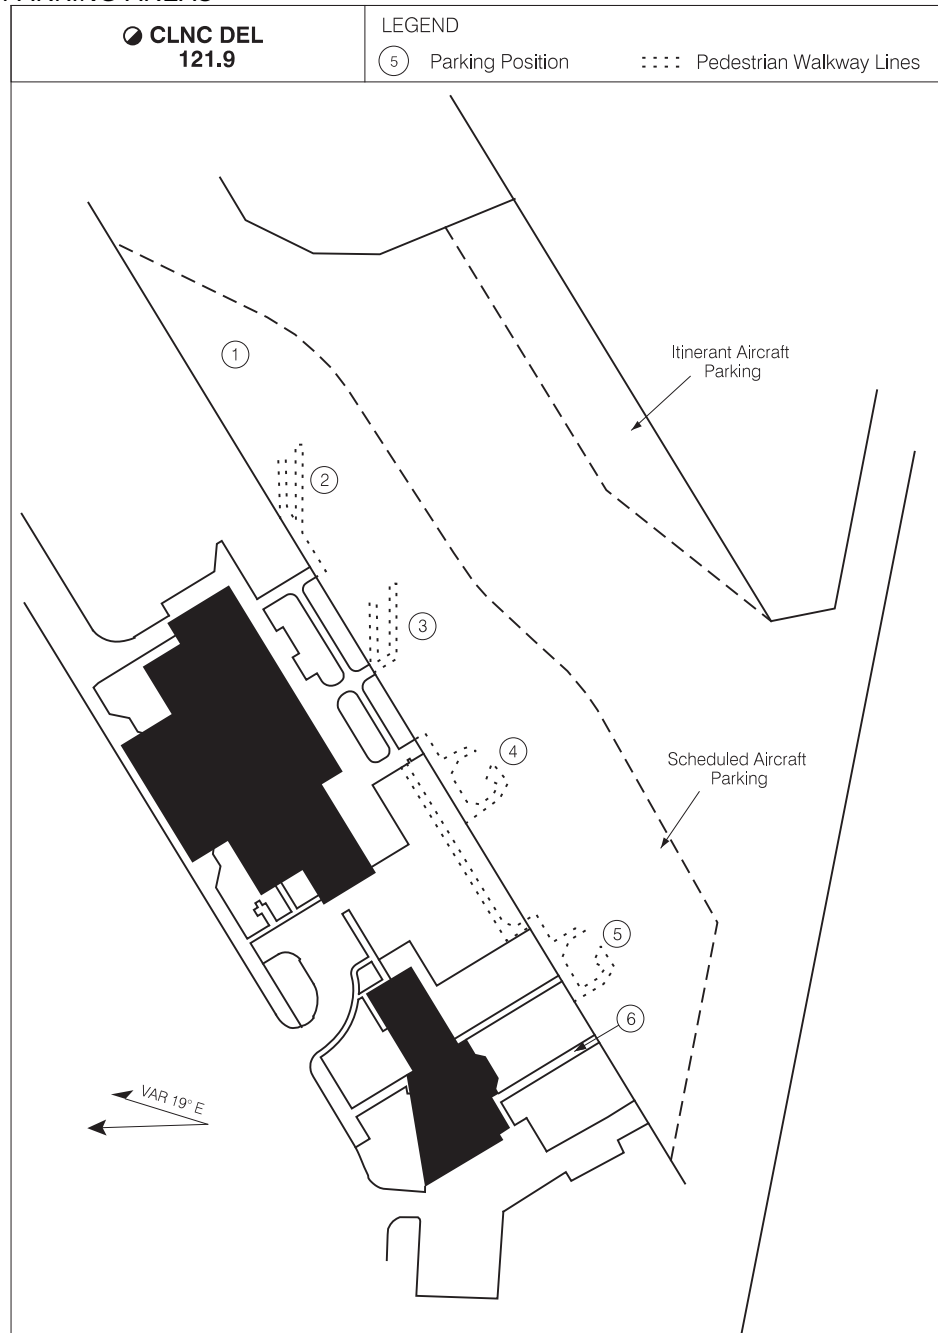 CLNC DEL
121.9
LEGEND
5 Parking Position
Pedestrian Walkway Lines
1
Itinerant Aircraft
Parking
2
3
4
Scheduled Aircraft
Parking
5
6
VAR 19° E